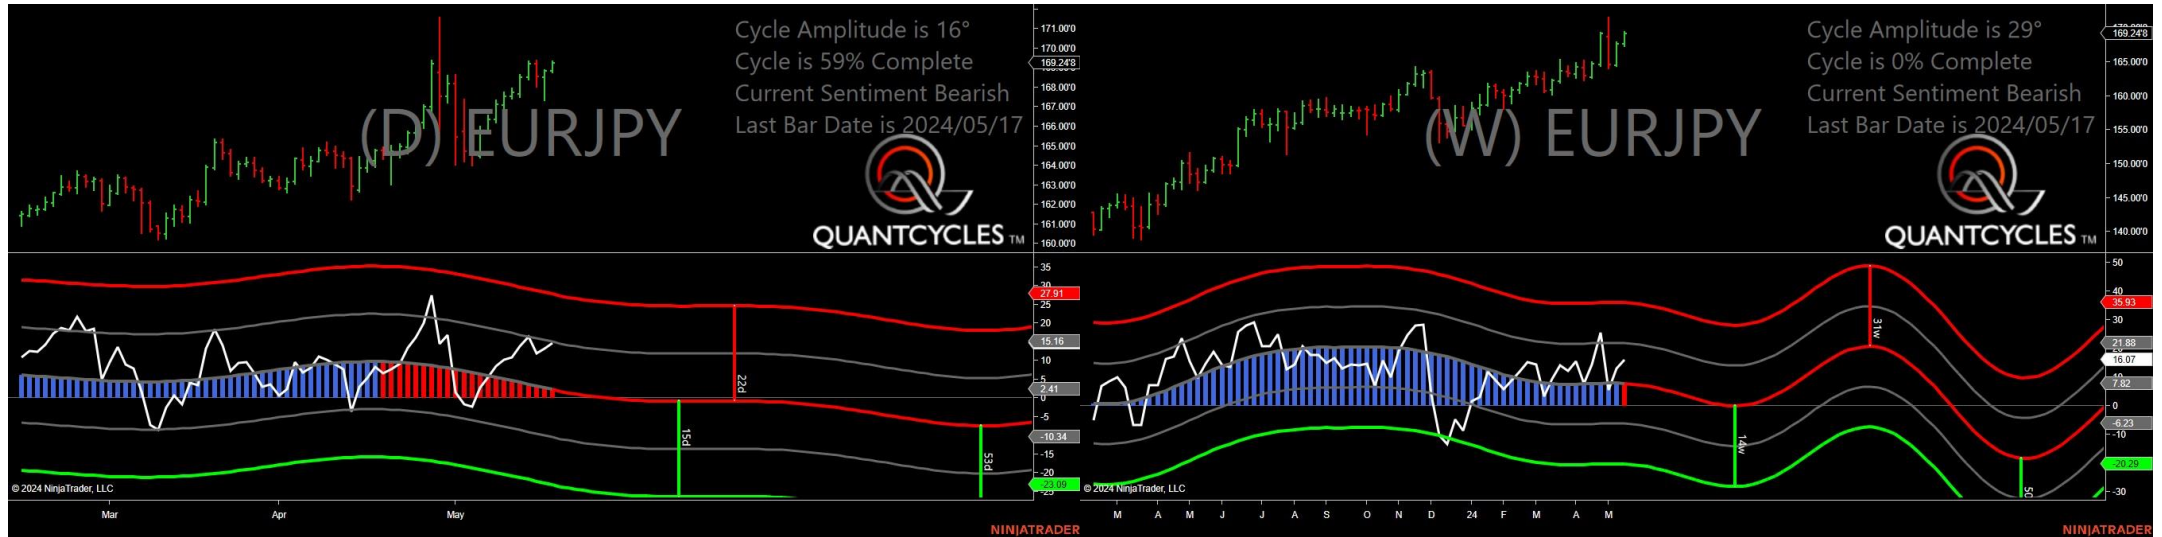 Cycle Amplitude is 16°
Cycle is 59% Complete
Current Sentiment Bearish
Last Bar Date is 2024/05/17
(D) EURJPY
QUANTCYCLES TM
171.00'0
170.00'0
169.24'8
168.00'0
167.00'0
166.00'0
165.00'0
164.00'0
163.00'0
162.00'0
161.00'0
160.00'0
35
30
27.91
25
20
15.16
10
5
2.41
0
-5
-10.34
-15
-20
-23.09
-25
22d
15d
53d
© 2024 NinjaTrader, LLC
Mar Apr May
NINJATRADER
Cycle Amplitude is 29°
Cycle is 0% Complete
Current Sentiment Bearish
Last Bar Date is 2024/05/17
(W) EURJPY
QUANTCYCLES TM
169.24'8
165.00'0
160.00'0
155.00'0
150.00'0
145.00'0
140.00'0
50
40
35.93
30
21.88
16.07
7.82
0
-6.23
-10
-20.29
-30
31w
14w
© 2024 NinjaTrader, LLC
M A M J J A S O N D 24 F M A M
NINJATRADER